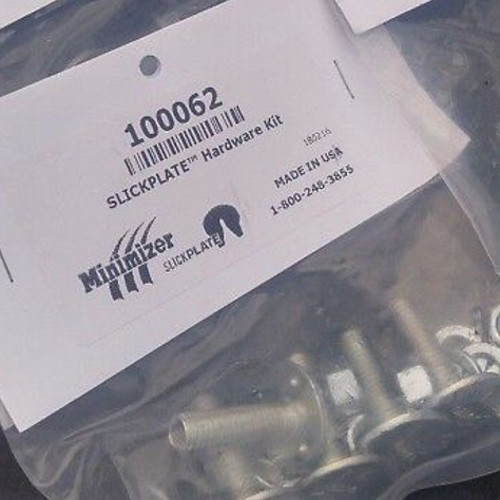 100062
SLICKPLATE™ Hardware Kit
180216
MADE IN USA
1-800-248-3855
Minimizer
SLICKPLATE